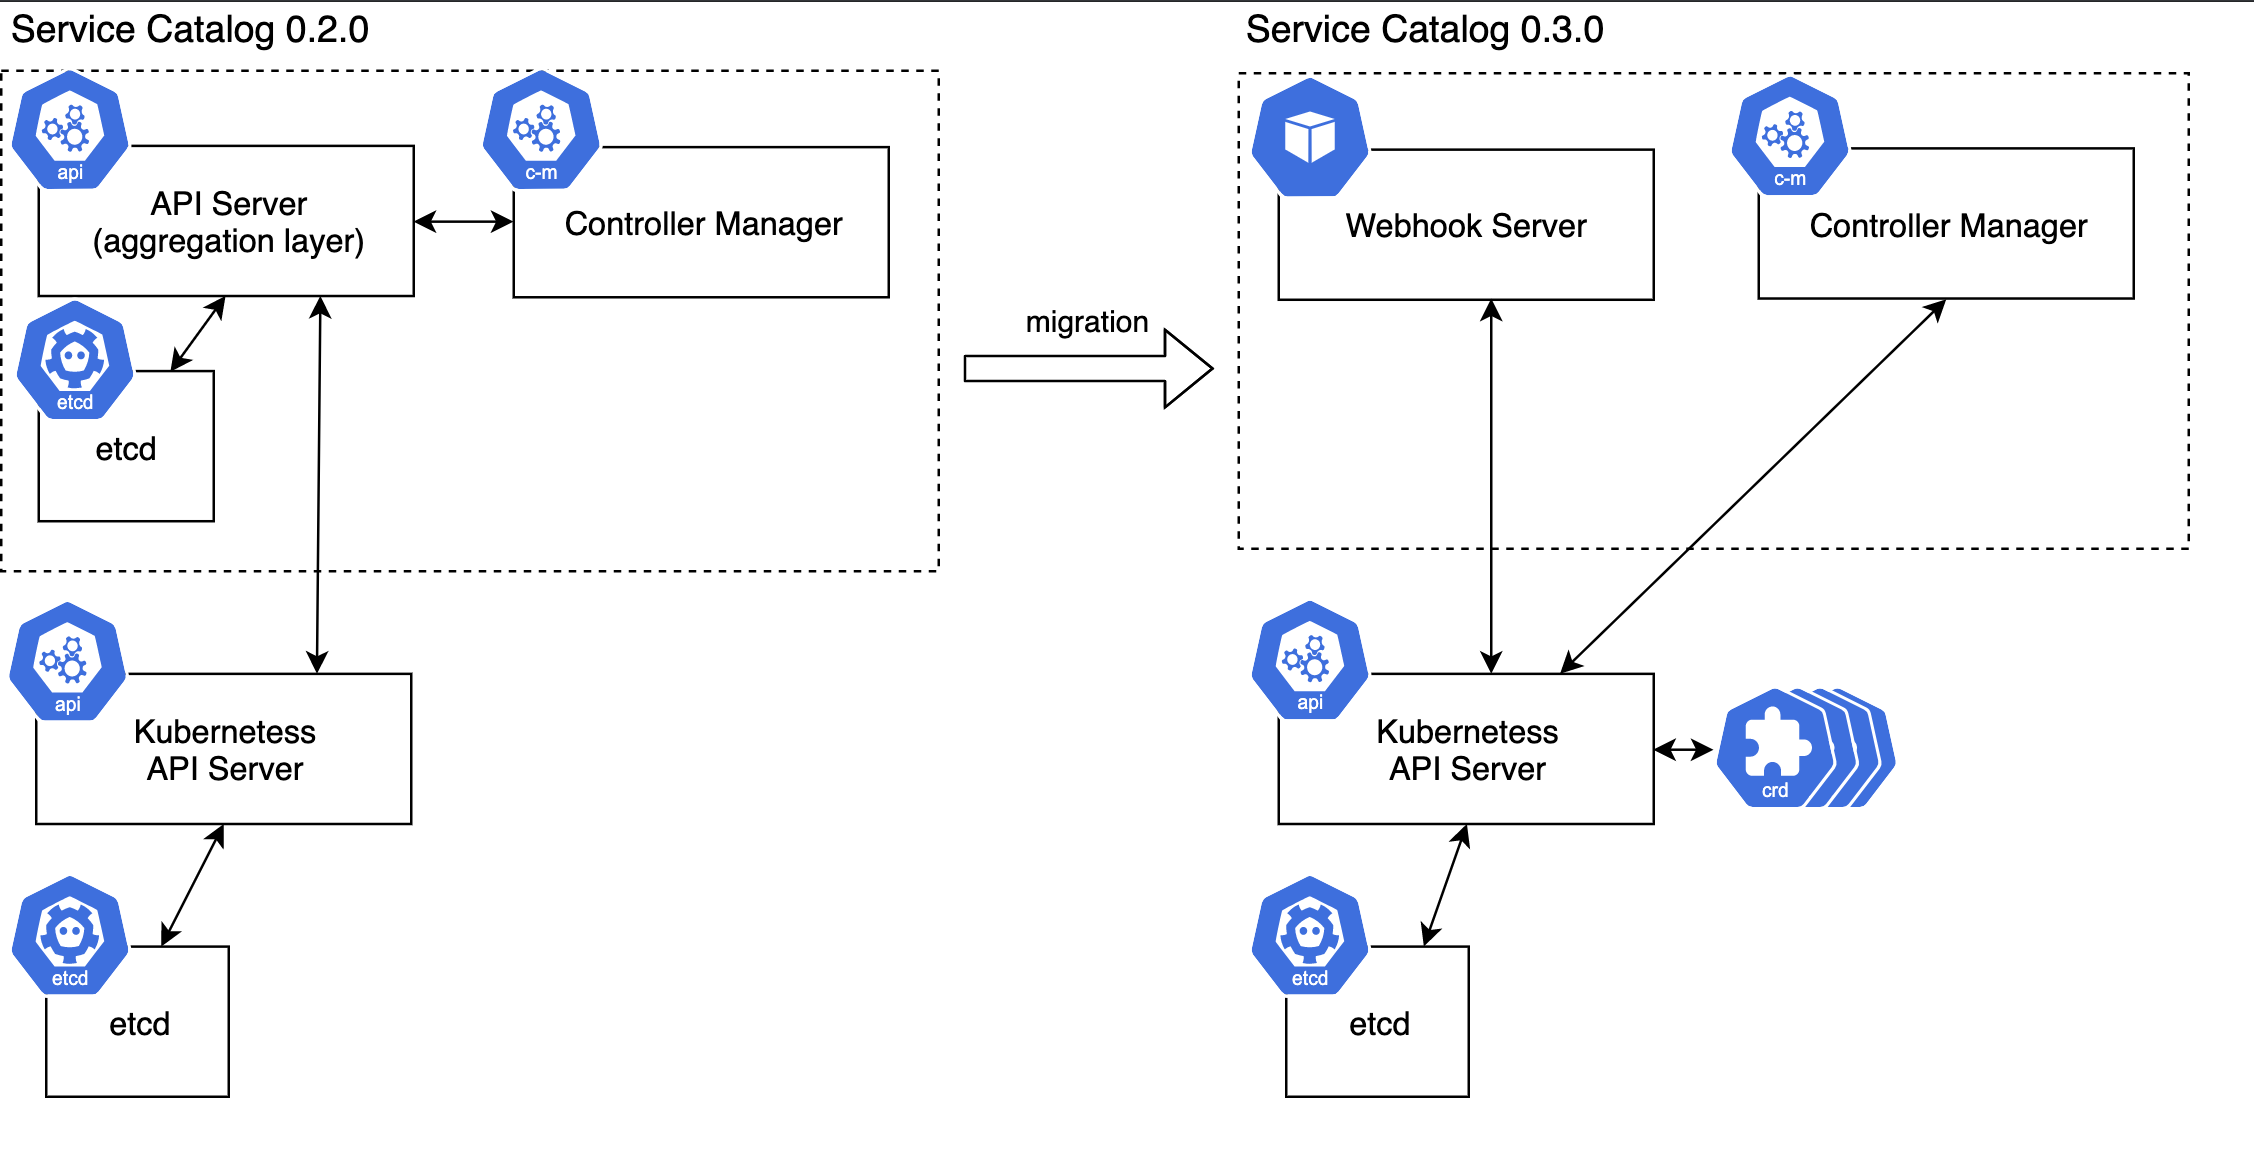 Service Catalog 0.2.0
api
API Server
(aggregation layer)
c-m
Controller Manager
etcd
etcd
api
Kubernetess
API Server
etcd
etcd
migration
Service Catalog 0.3.0
Webhook Server
c-m
Controller Manager
api
Kubernetess
API Server
crd
etcd
etcd